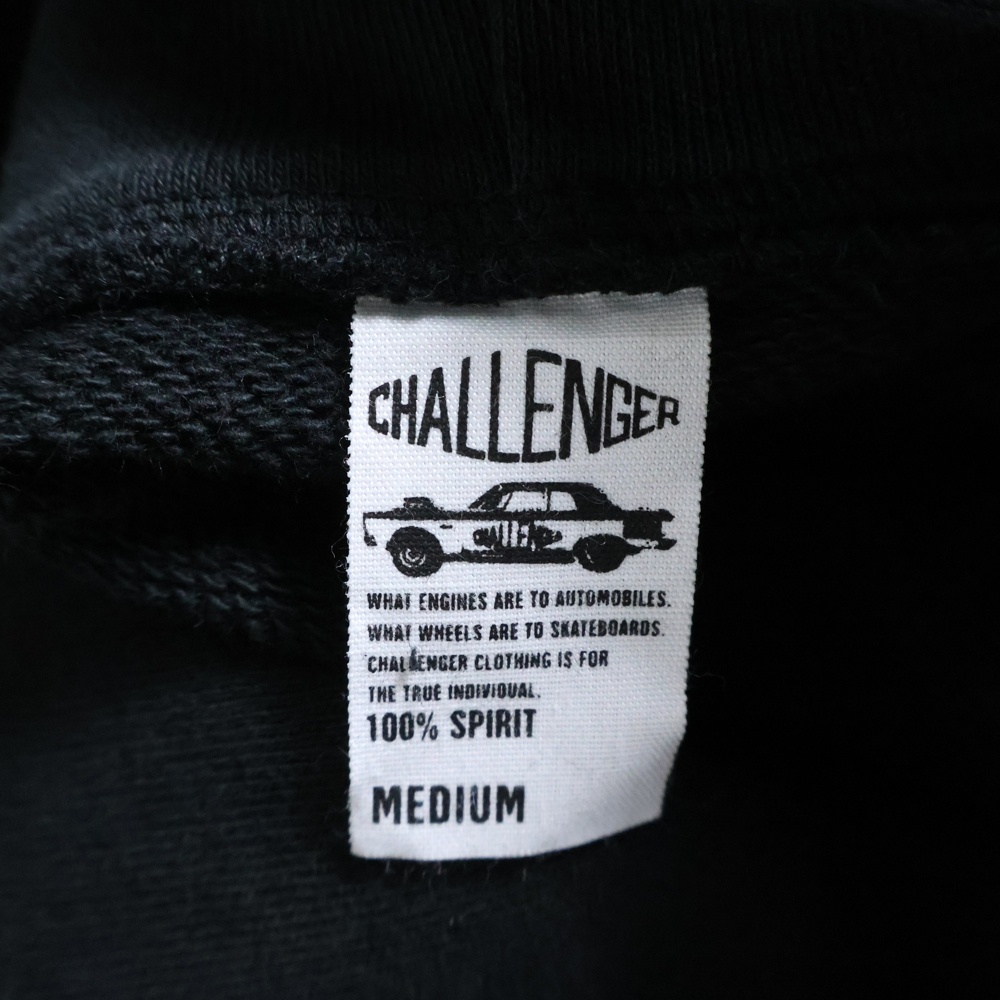 CHALLENGER
CHALLENGER
WHAT ENGINES ARE TO AUTOMOBILES.
WHAT WHEELS ARE TO SKATEBOARDS.
CHALLENGER CLOTHING IS FOR
THE TRUE INDIVIDUAL.
100% SPIRIT
MEDIUM